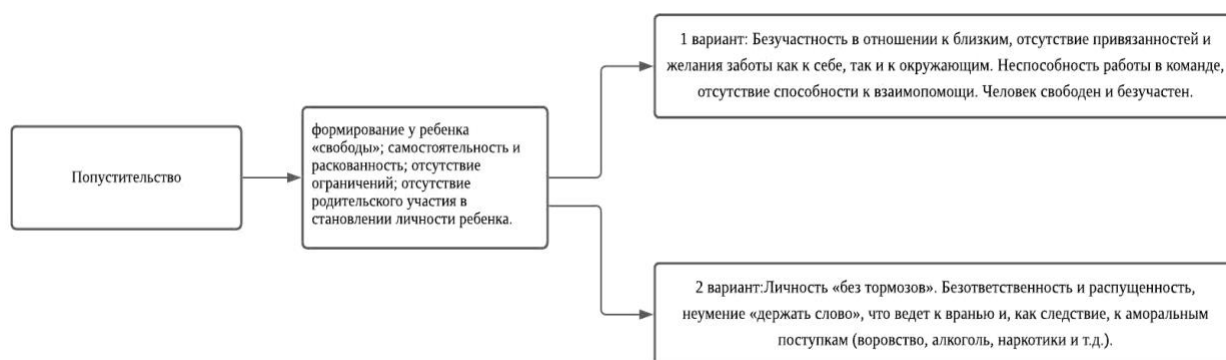 Попустительство
формирование у ребенка
«свободы»; самостоятельность и
раскованность; отсутствие
ограничений; отсутствие
родительского участия в
становлении личности ребенка.
1 вариант: Безучастность в отношении к близким, отсутствие привязанностей и
желания заботы как к себе, так и к окружающим. Неспособность работы в команде,
отсутствие способности к взаимопомощи. Человек свободен и безучастен.
2 вариант:Личность «без тормозов». Безответственность и распущенность,
неумение «держать слово», что ведет к вранью и, как следствие, к аморальным
поступкам (воровство, алкоголь, наркотики и т.д.).